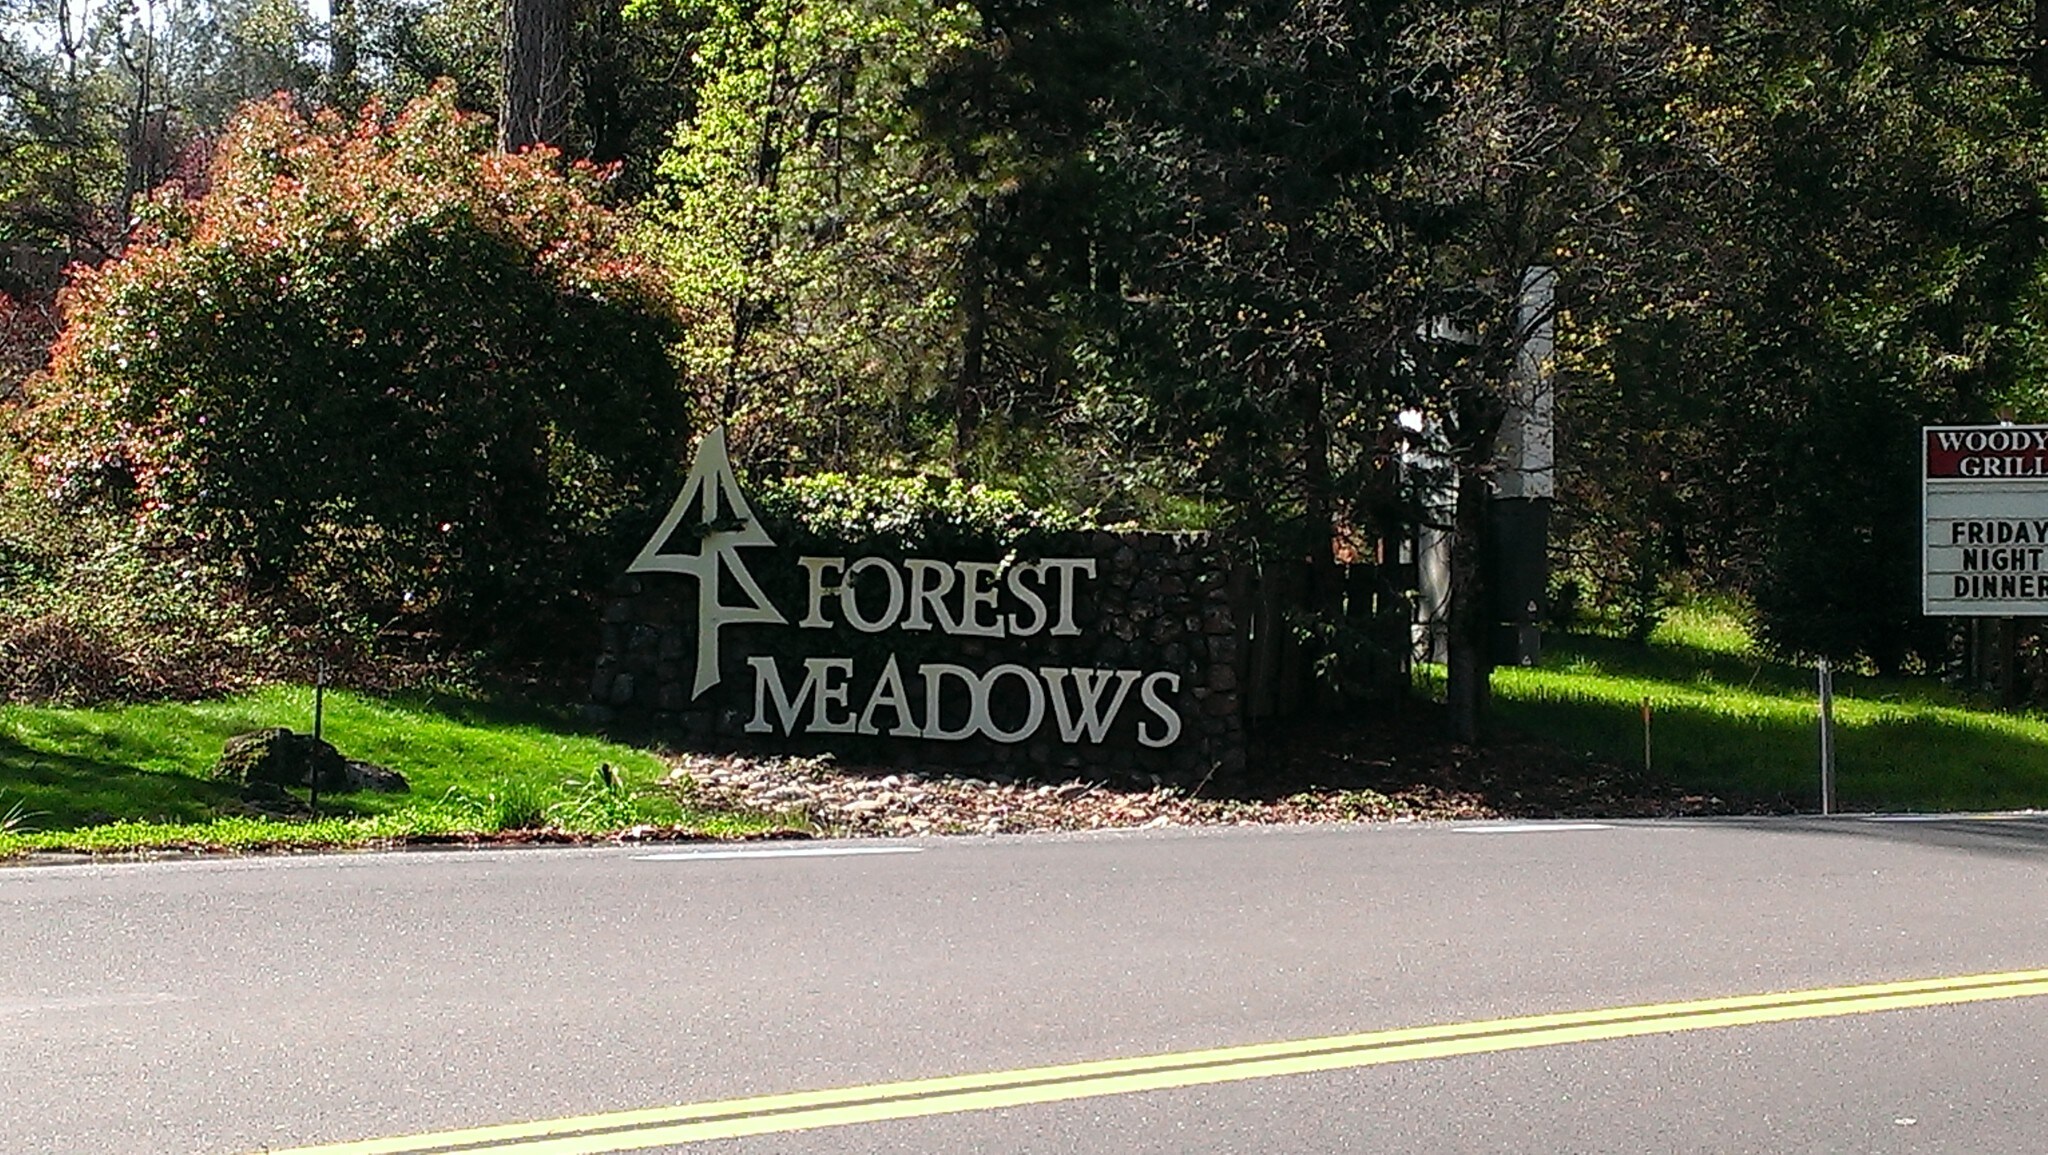 FOREST
MEADOWS
WOODY
GRILL
FRIDAY
NIGHT
DINNER